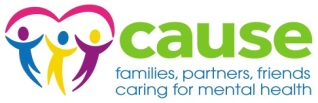 cause
families, partners, friends
caring for mental health